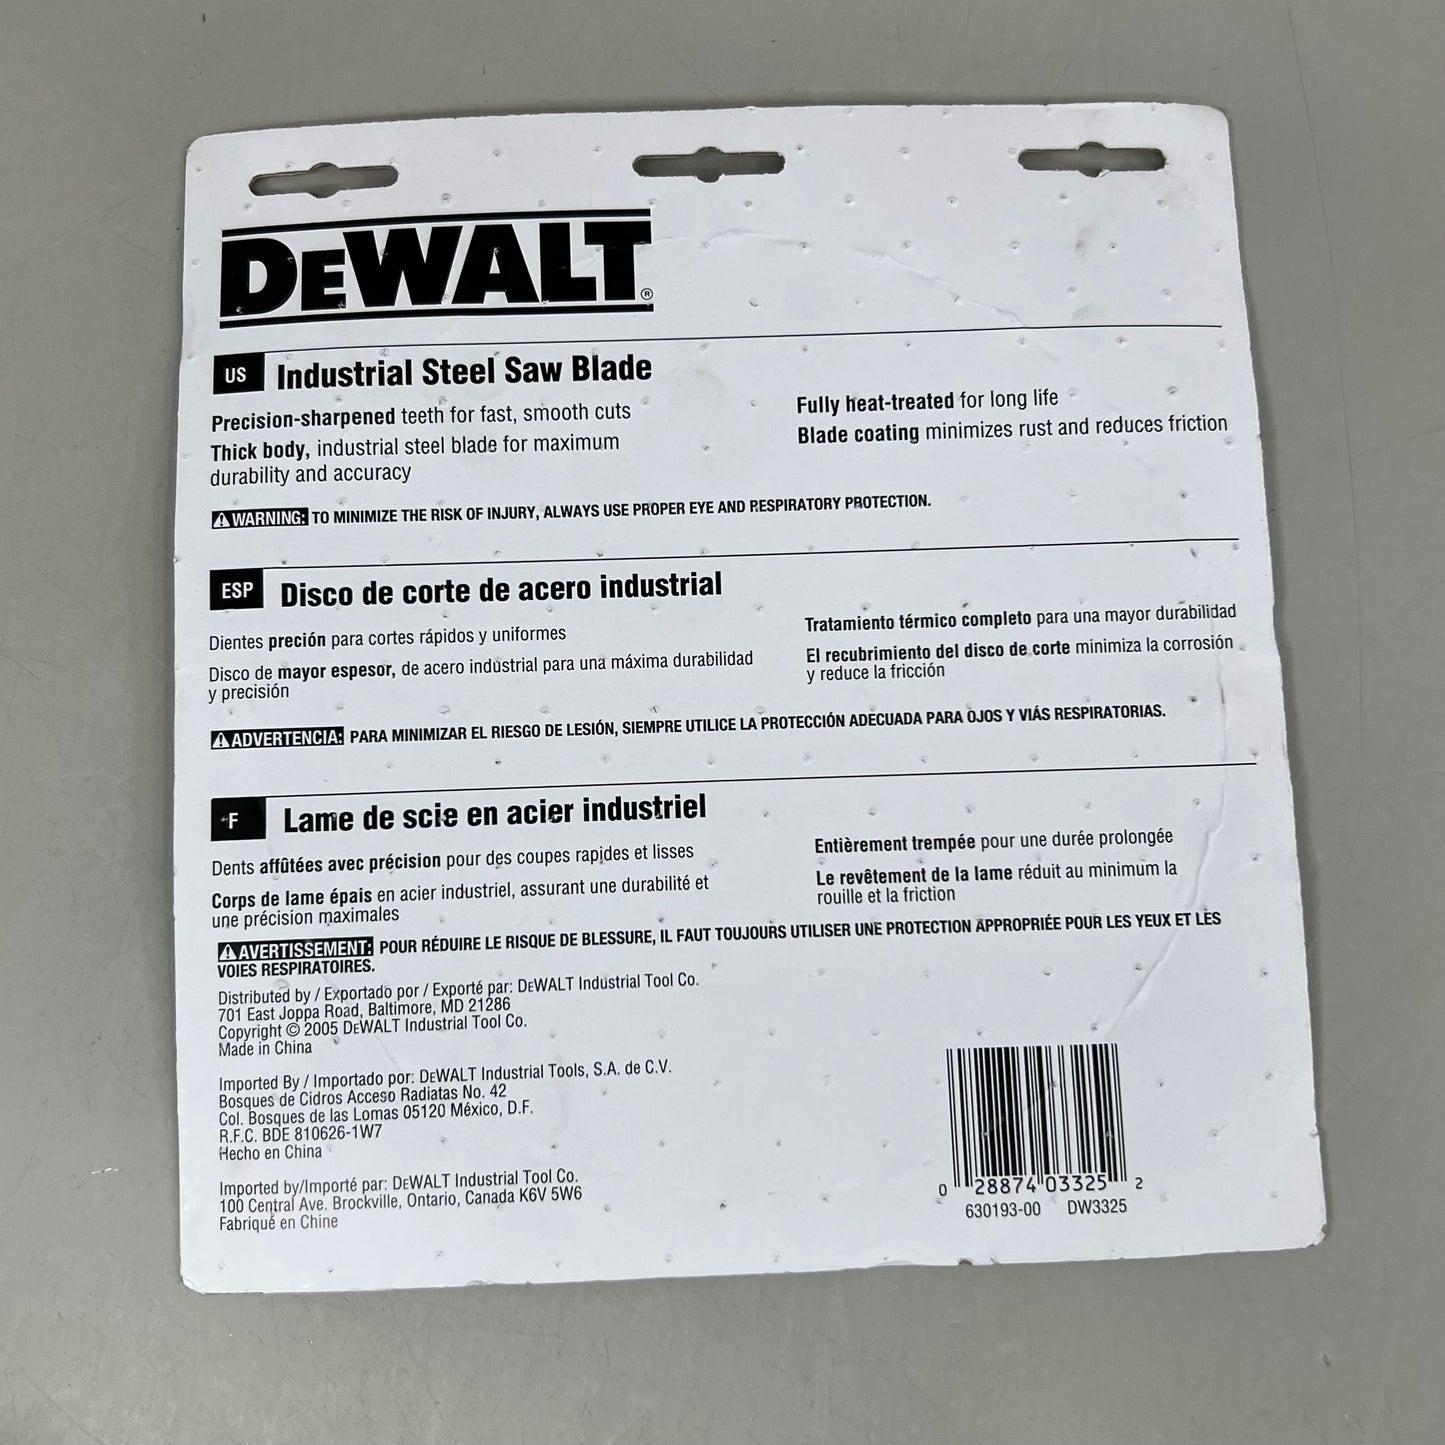 DEWALT®
US Industrial Steel Saw Blade
Precision-sharpened teeth for fast, smooth cuts
Thick body, industrial steel blade for maximum
durability and accuracy
Fully heat-treated for long life
Blade coating minimizes rust and reduces friction
⚠ WARNING: TO MINIMIZE THE RISK OF INJURY, ALWAYS USE PROPER EYE AND RESPIRATORY PROTECTION.
ESP Disco de corte de acero industrial
Dientes preción para cortes rápidos y uniformes
Disco de mayor espesor, de acero industrial para una máxima durabilidad
y precisión
Tratamiento térmico completo para una mayor durabilidad
El recubrimiento del disco de corte minimiza la corrosión
y reduce la fricción
⚠ ADVERTENCIA: PARA MINIMIZAR EL RIESGO DE LESIÓN, SIEMPRE UTILICE LA PROTECCIÓN ADECUADA PARA OJOS Y VIÁS RESPIRATORIAS.
F Lame de scie en acier industriel
Dents affûtées avec précision pour des coupes rapides et lisses
Corps de lame épais en acier industriel, assurant une durabilité et
une précision maximales
Entièrement trempée pour une durée prolongée
Le revêtement de la lame réduit au minimum la
rouille et la friction
⚠ AVERTISSEMENT: POUR RÉDUIRE LE RISQUE DE BLESSURE, IL FAUT TOUJOURS UTILISER UNE PROTECTION APPROPRIÉE POUR LES YEUX ET LES
VOIES RESPIRATOIRES.
Distributed by / Exportado por / Exporté par: DEWALT Industrial Tool Co.
701 East Joppa Road, Baltimore, MD 21286
Copyright © 2005 DEWALT Industrial Tool Co.
Made in China
Imported By / Importado por: DEWALT Industrial Tools, S.A. de C.V.
Bosques de Cidros Acceso Radiatas No. 42
Col. Bosques de las Lomas 05120 México, D.F.
R.F.C. BDE 810626-1W7
Hecho en China
Imported by/Importé par: DEWALT Industrial Tool Co.
100 Central Ave. Brockville, Ontario, Canada K6V 5W6
Fabriqué en Chine
0 28874 03325 2
630193-00 DW3325